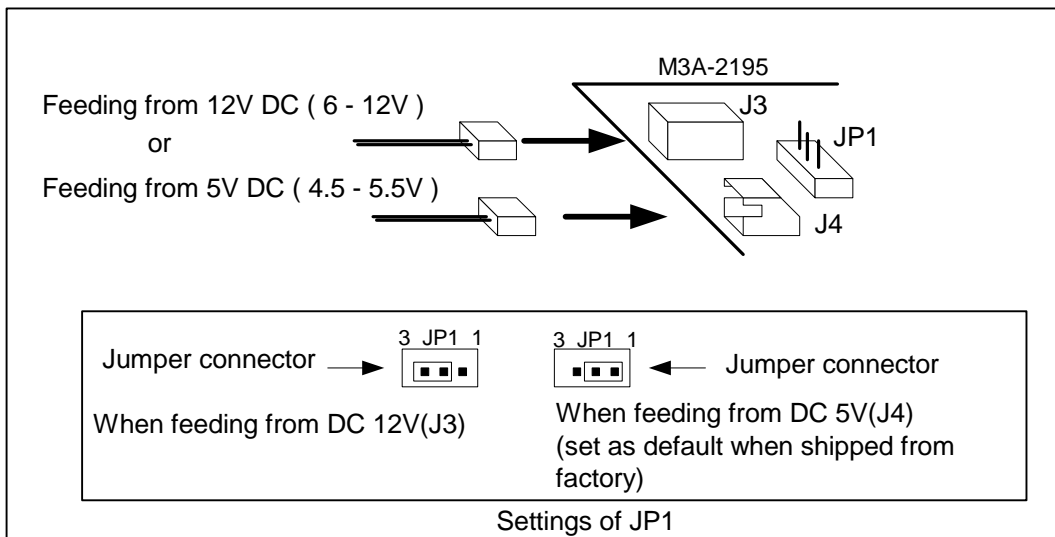 M3A-2195
Feeding from 12V DC ( 6 - 12V )
J3
or
JP1
Feeding from 5V DC ( 4.5 - 5.5V )
J4
3 JP1 1
3 JP1 1
Jumper connector
Jumper connector
When feeding from DC 12V(J3)
When feeding from DC 5V(J4)
(set as default when shipped from
factory)
Settings of JP1